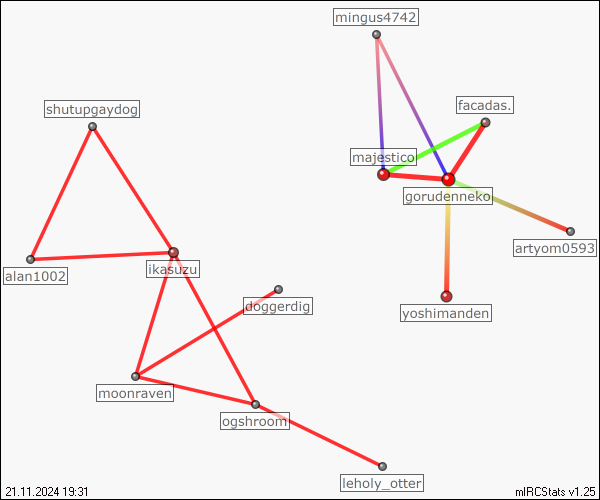 mingus4742
facadas.
shutupgaydog
majestico
gorudenneko
artyom0593
ikasuzu
alan1002
doggerdig
yoshimanden
moonraven
ogshroom
leholy_otter
21.11.2024 19:31
mIRCStats v1.25